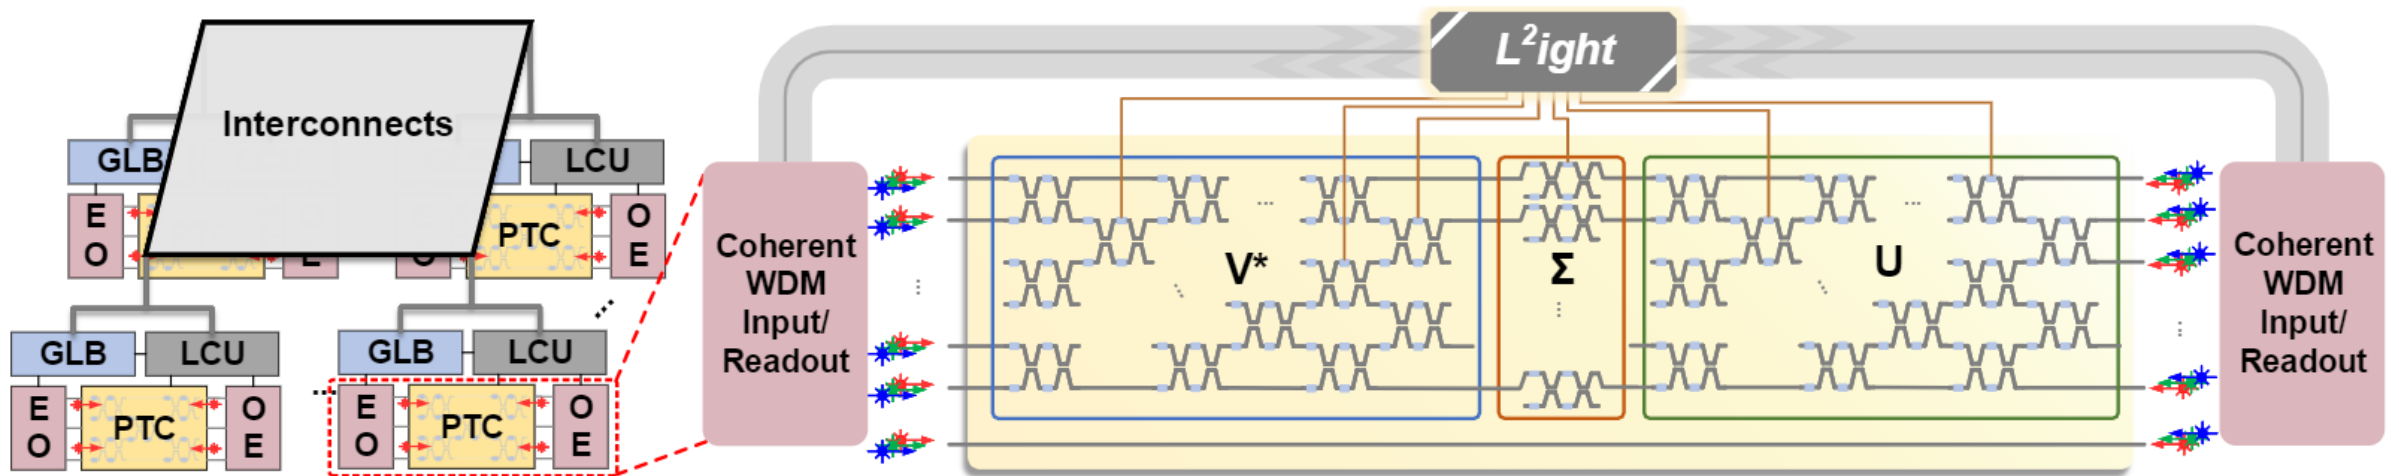 Interconnects
GLB
LCU
E
O
PTC
O
E
O
E
GLB
LCU
GLB
LCU
E
O
PTC
O
E
E
O
PTC
O
E
...
Coherent
WDM
Input/
Readout
L²ight
V*
Σ
U
Coherent
WDM
Input/
Readout